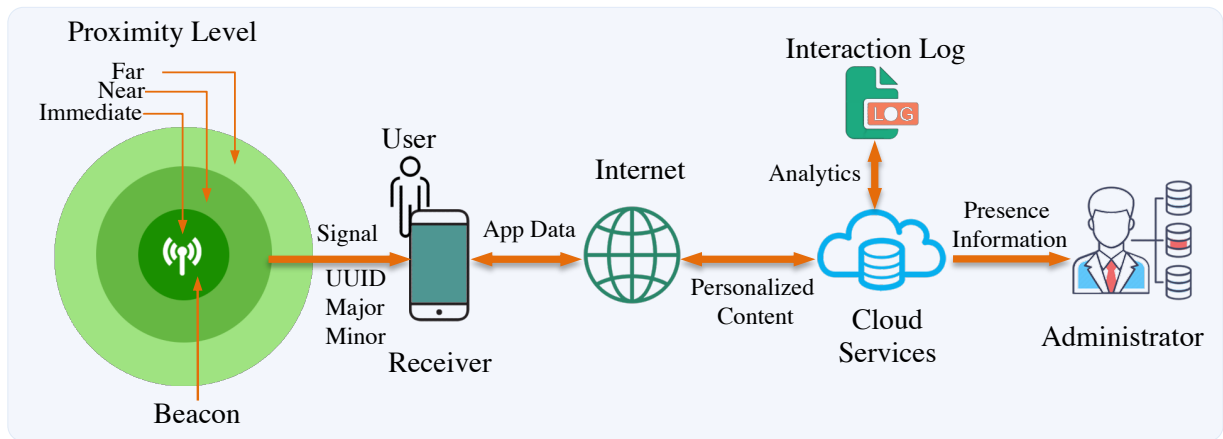 Proximity Level
Far
Near
Immediate
Beacon
Signal
UUID
Major
Minor
User
Receiver
App Data
Internet
Personalized
Content
Interaction Log
LOG
Analytics
Cloud
Services
Presence
Information
Administrator